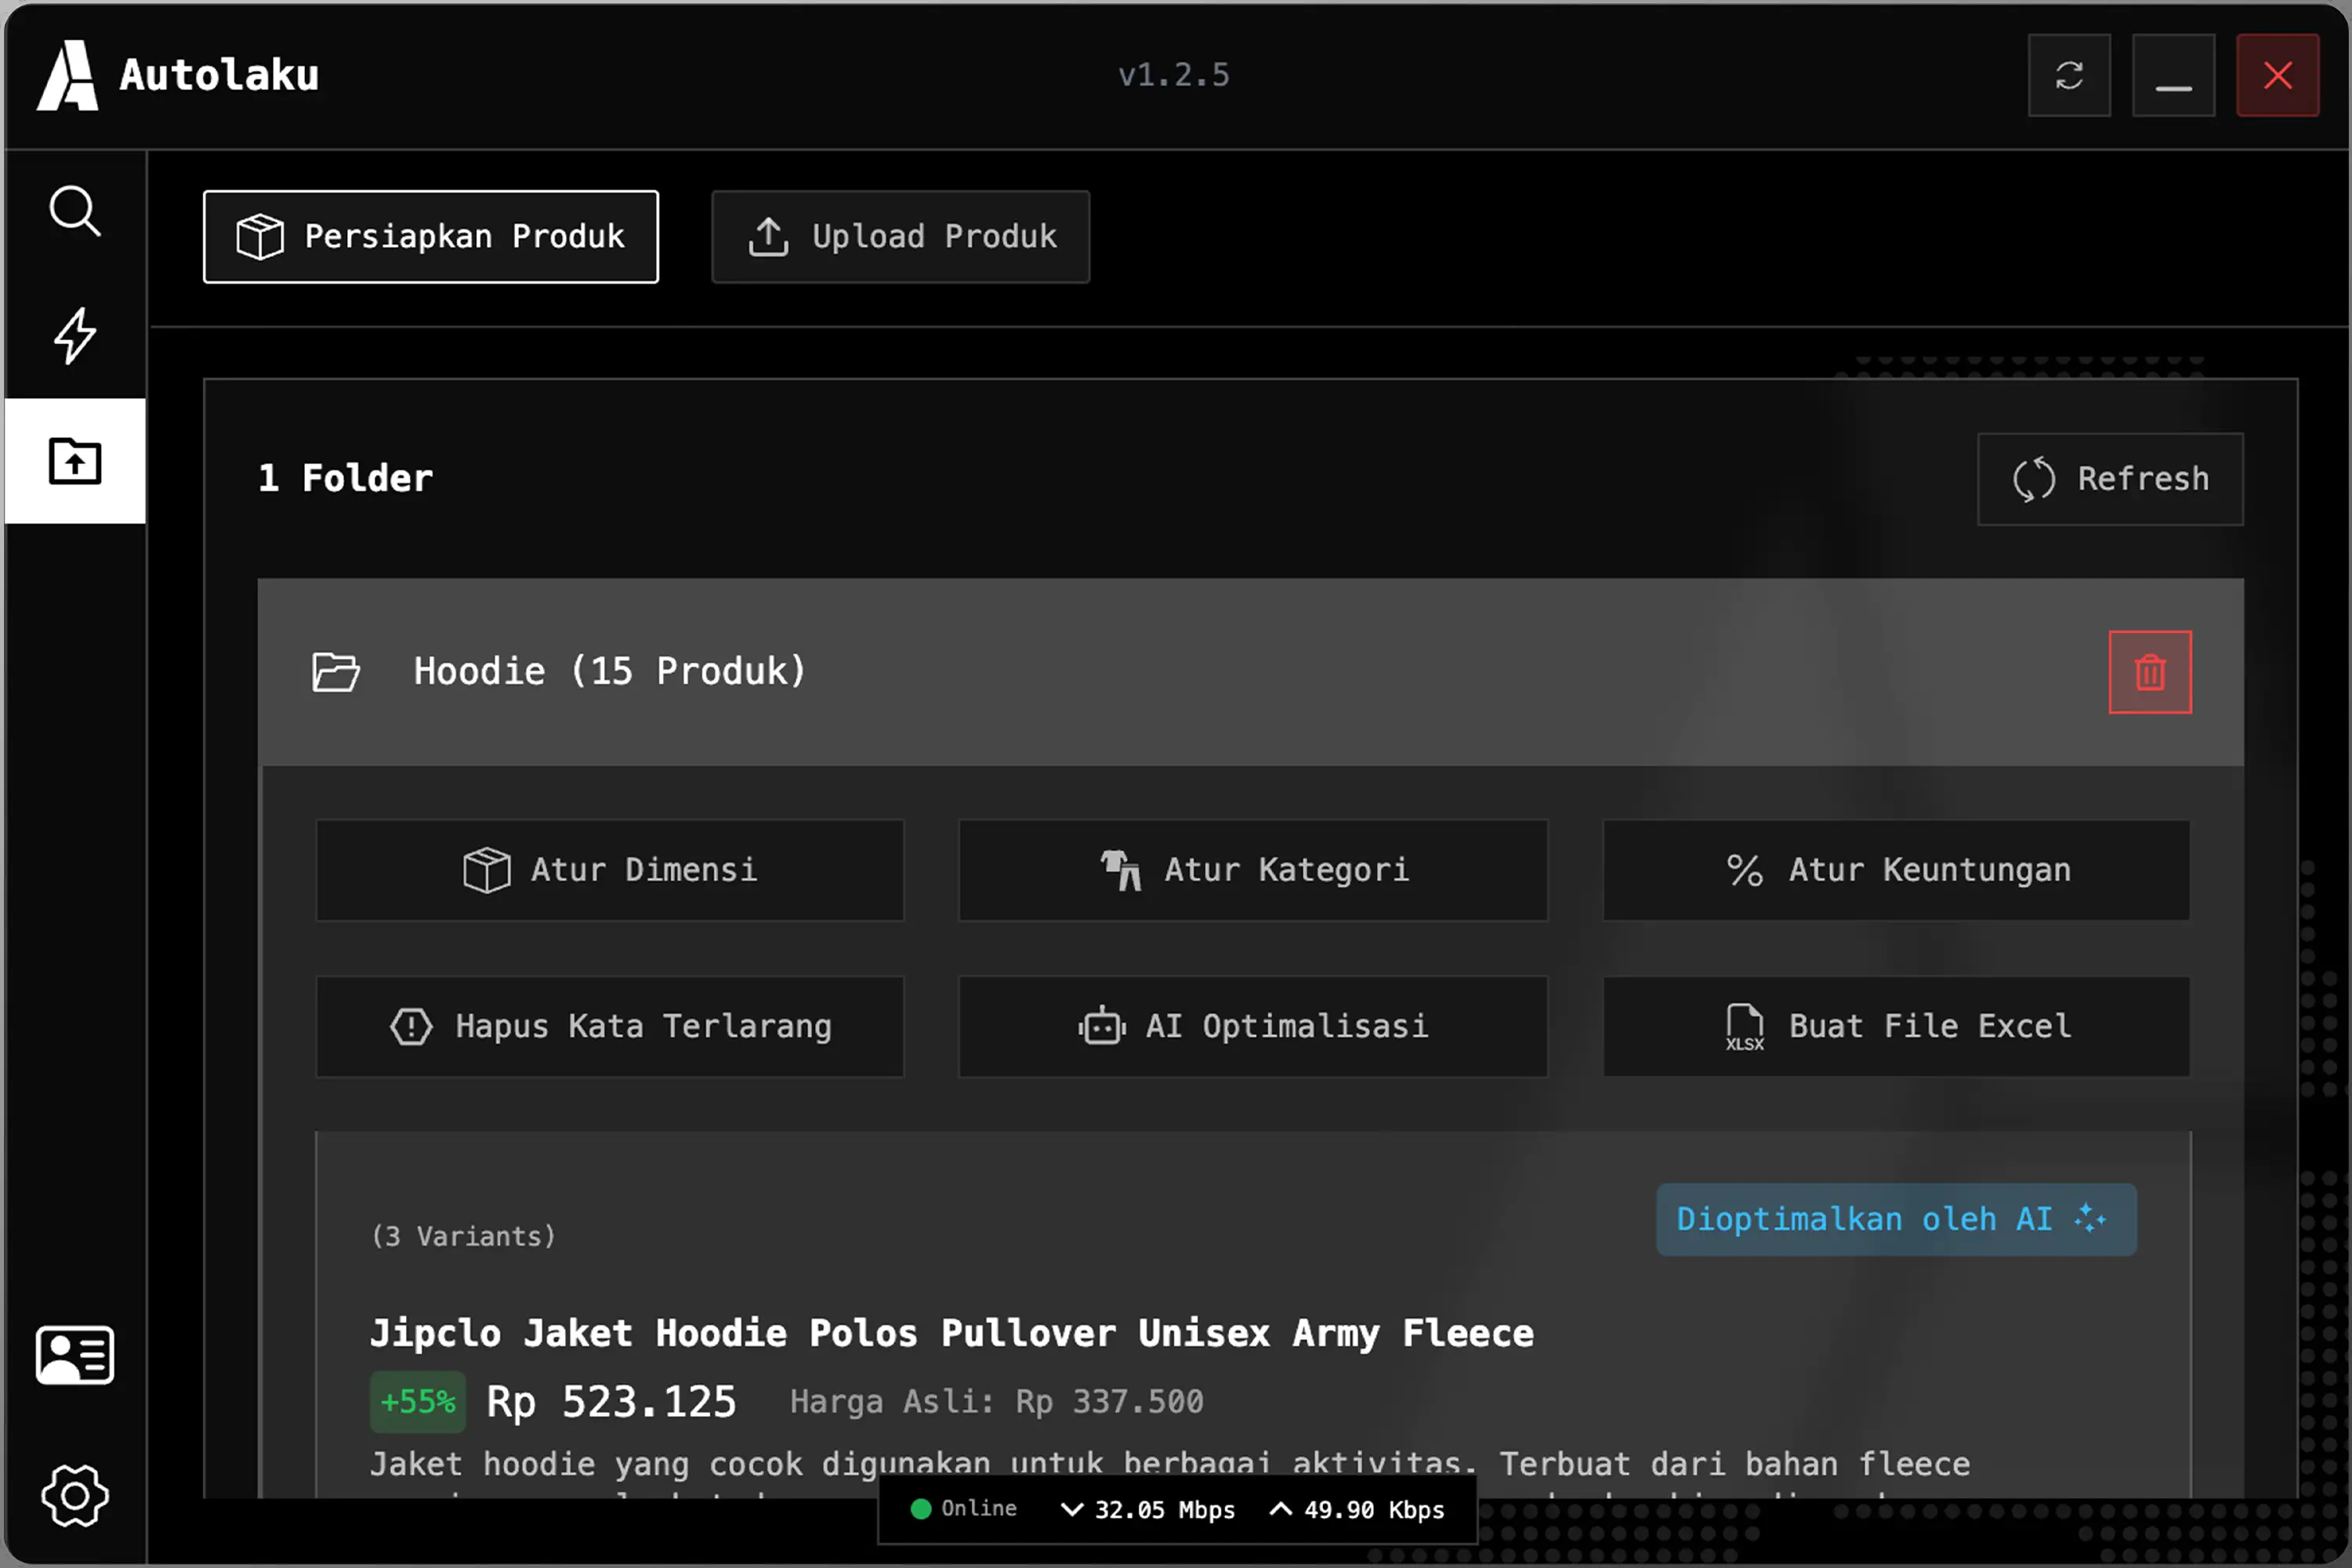 Autolaku
v1.2.5
Persiapkan Produk
Upload Produk
1 Folder
Refresh
Hoodie (15 Produk)
Atur Dimensi
Atur Kategori
Atur Keuntungan
Hapus Kata Terlarang
AI Optimalisasi
XLSX
Buat File Excel
(3 Variants)
Dioptimalkan oleh AI
Jipclo Jaket Hoodie Polos Pullover Unisex Army Fleece
+55% Rp 523.125 Harga Asli: Rp 337.500
Jaket hoodie yang cocok digunakan untuk berbagai aktivitas. Terbuat dari bahan fleece
Online 32.05 Mbps 49.90 Kbps